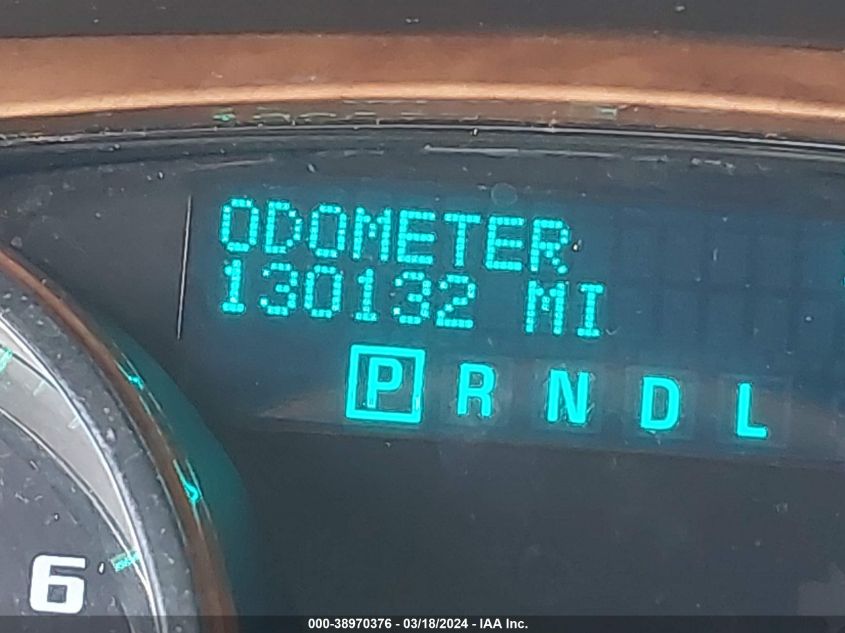 ODOMETER
130132 MI
P R N D L
6
000-38970376 - 03/18/2024 - IAA Inc.